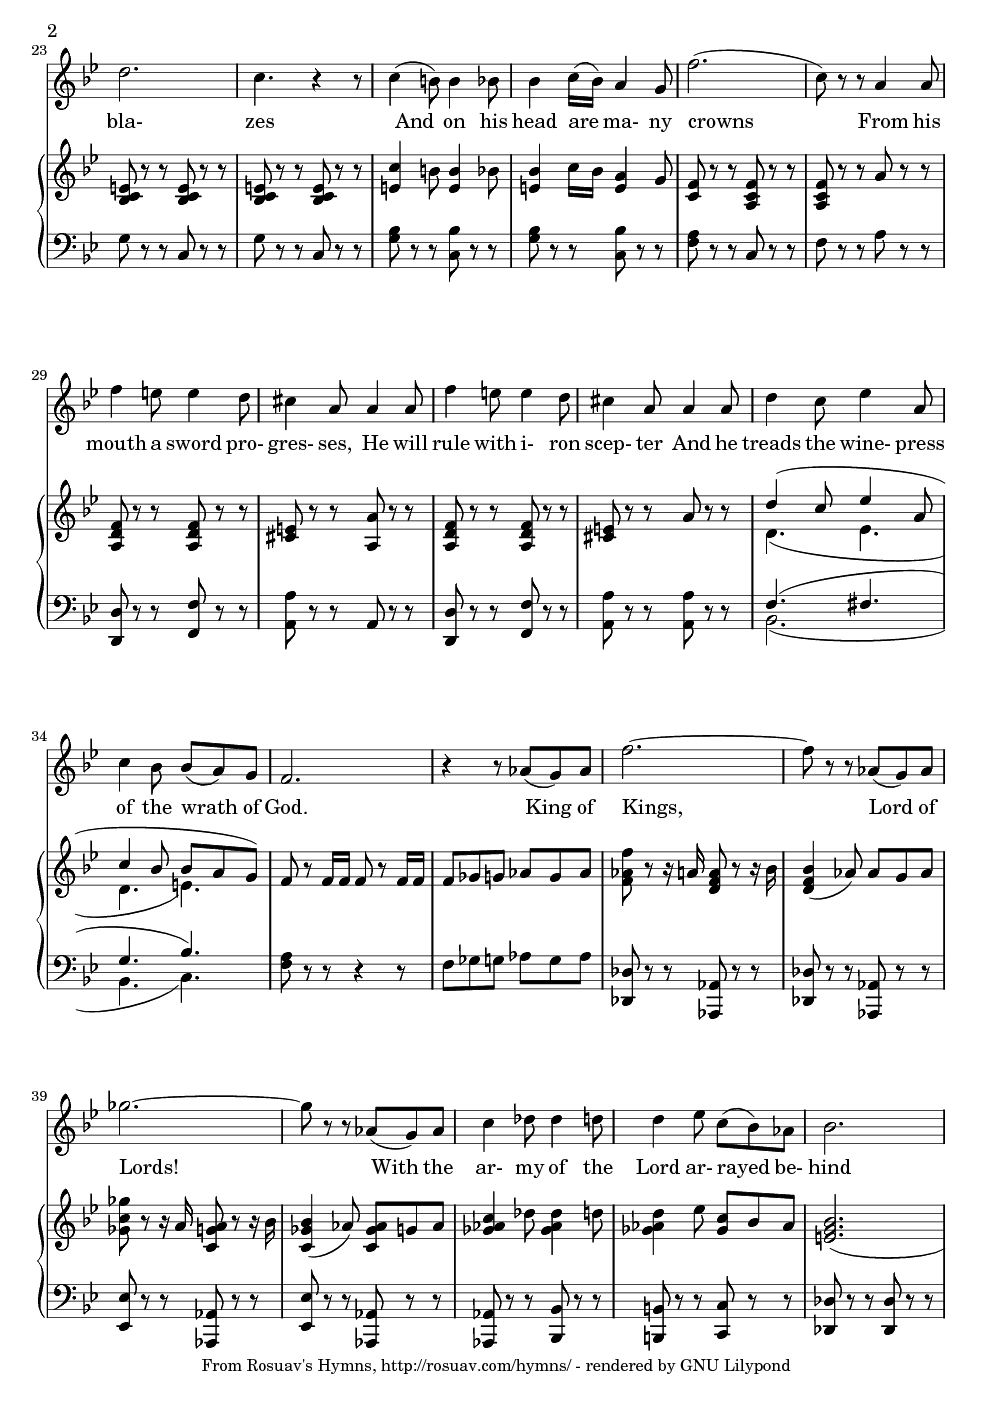 2
23
bla- zes And on his head are ma- ny crowns From his
29
mouth a sword pro- gres- ses, He will rule with i- ron scep- ter And he treads the wine- press
34
of the wrath of God. King of Kings, Lord of
39
Lords! With the ar- my of the Lord ar- rayed be- hind
From Rosuav's Hymns, http://rosuav.com/hymns/ - rendered by GNU Lilypond